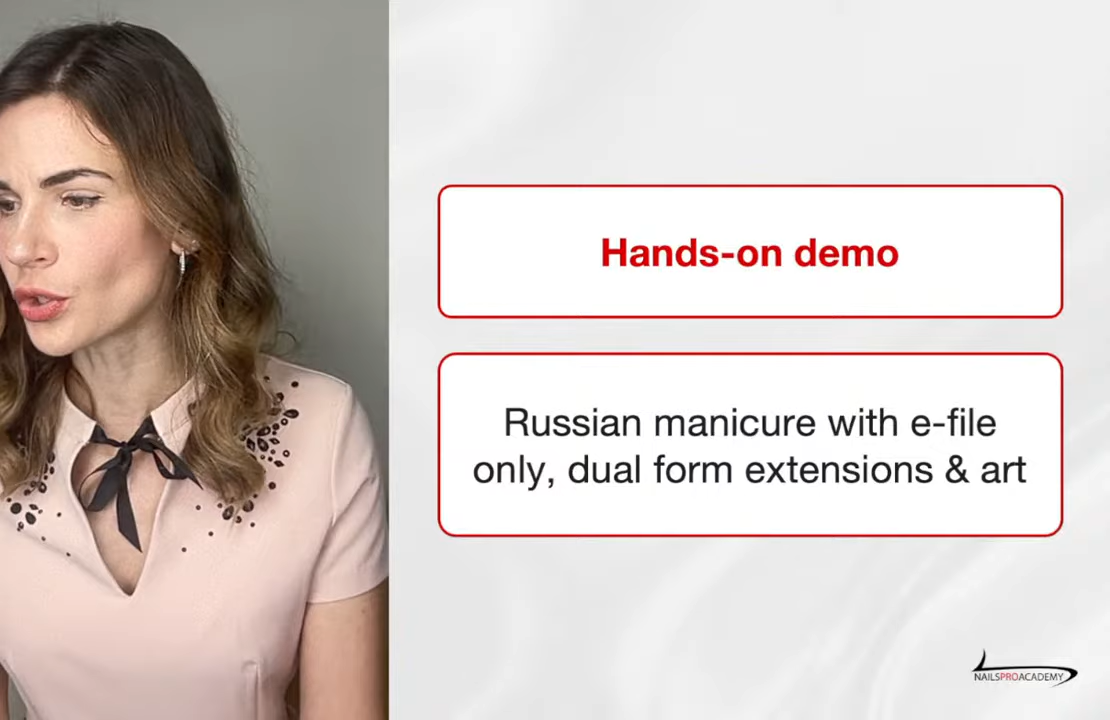 Hands-on demo
Russian manicure with e-file
only, dual form extensions & art
NAILSPROACADEMY